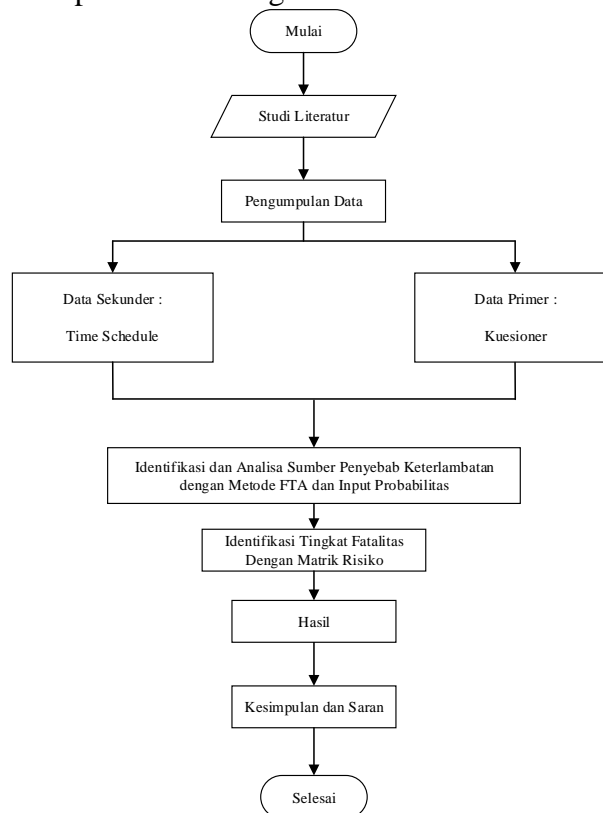 Mulai
Studi Literatur
Pengumpulan Data
Data Sekunder :
Time Schedule
Data Primer :
Kuesioner
Identifikasi dan Analisa Sumber Penyebab Keterlambatan
dengan Metode FTA dan Input Probabilitas
Identifikasi Tingkat Fatalitas
Dengan Matrik Risiko
Hasil
Kesimpulan dan Saran
Selesai